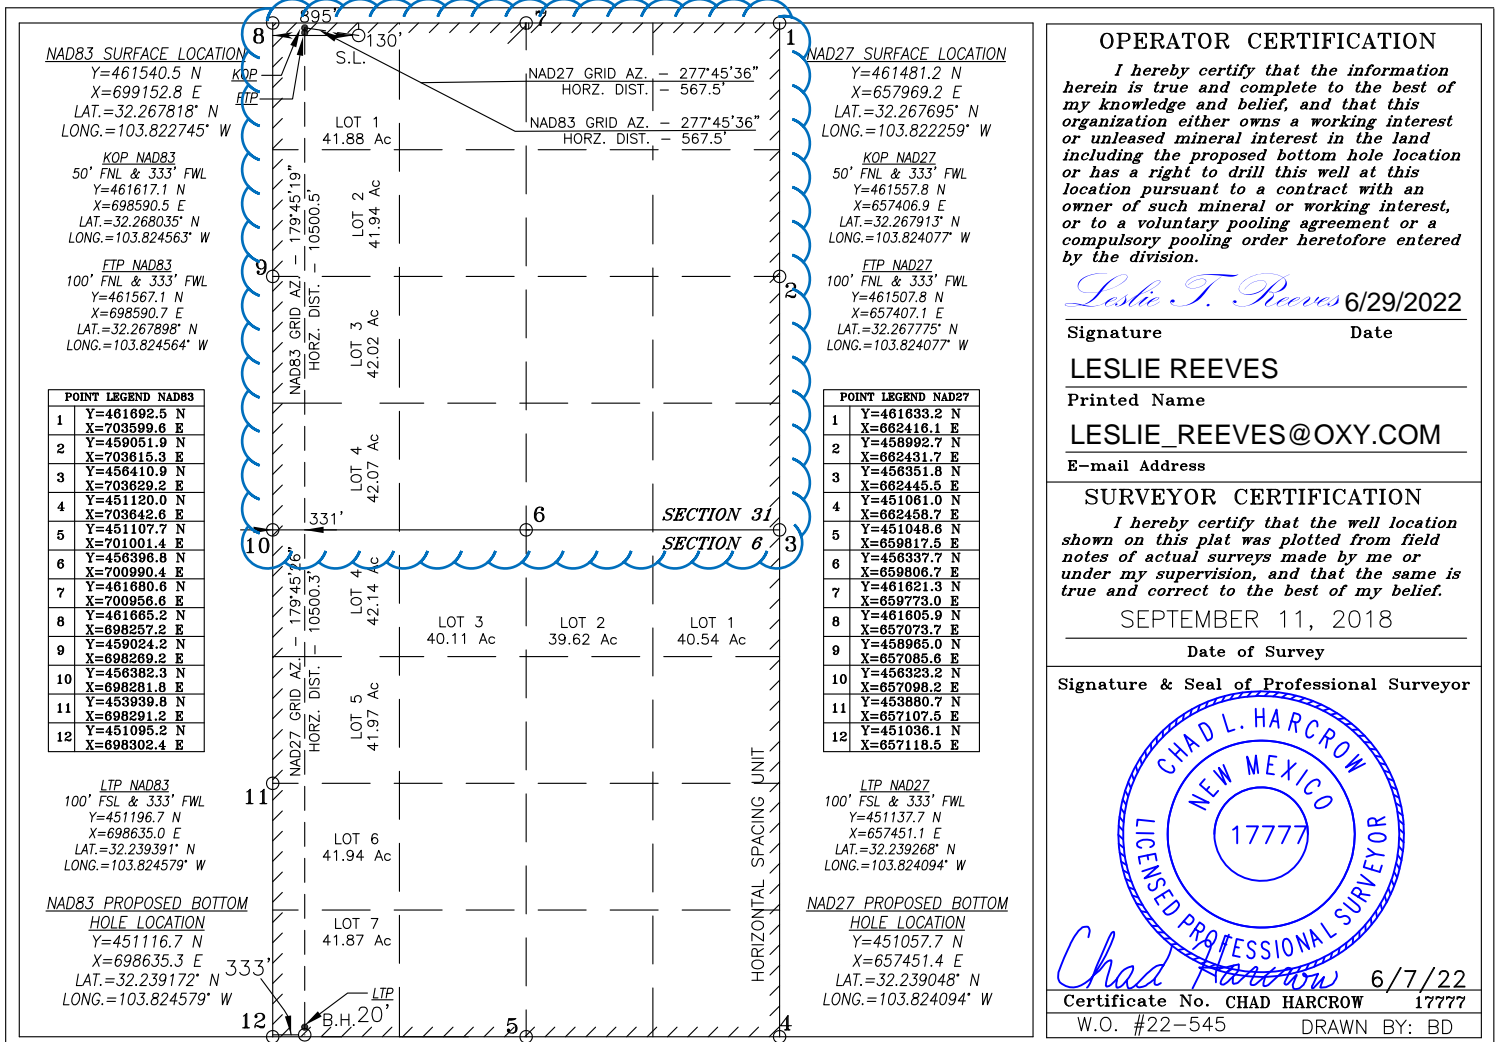 895'
8
7
1
130'
S.L.
NAD83 SURFACE LOCATION
Y=461540.5 N
X=699152.8 E
LAT.=32.267818° N
LONG.=103.822745° W
KOP
FTP
KOP NAD83
50' FNL & 333' FWL
Y=461617.1 N
X=698590.5 E
LAT.=32.268035° N
LONG.=103.824563° W
FTP NAD83
100' FNL & 333' FWL
Y=461567.1 N
X=698590.7 E
LAT.=32.267898° N
LONG.=103.824564° W
POINT LEGEND NAD83
1 Y=461692.5 N
X=703599.6 E
2 Y=459051.9 N
X=703615.3 E
3 Y=456410.9 N
X=703629.2 E
4 Y=451120.0 N
X=703642.6 E
5 Y=451107.7 N
X=701001.4 E
6 Y=456396.8 N
X=700990.4 E
7 Y=461680.6 N
X=700956.6 E
8 Y=461665.2 N
X=698257.2 E
9 Y=459024.2 N
X=698269.2 E
10 Y=456382.3 N
X=698281.8 E
11 Y=453939.8 N
X=698291.2 E
12 Y=451095.2 N
X=698302.4 E
LTP NAD83
100' FSL & 333' FWL
Y=451196.7 N
X=698635.0 E
LAT.=32.239391° N
LONG.=103.824579° W
NAD83 PROPOSED BOTTOM
HOLE LOCATION
Y=451116.7 N
X=698635.3 E
LAT.=32.239172° N
LONG.=103.824579° W
NAD27 GRID AZ. - 277°45'36"
HORZ. DIST. - 567.5'
NAD83 GRID AZ. - 277°45'36"
HORZ. DIST. - 567.5'
LOT 1
41.88 Ac
LOT 2
41.94 Ac
NAD83 GRID AZ. - 179°45'19"
HORZ. DIST. - 10500.5'
9
2
LOT 3
42.02 Ac
LOT 4
42.07 Ac
331'
6
SECTION 31
10
SECTION 6
3
NAD27 GRID AZ. - 179°45'26"
HORZ. DIST. - 10500.3'
LOT 4
42.14 Ac
LOT 3
40.11 Ac
LOT 2
39.62 Ac
LOT 1
40.54 Ac
LOT 5
41.97 Ac
11
LOT 6
41.94 Ac
LOT 7
41.87 Ac
HORIZONTAL SPACING UNIT
333'
LTP
B.H. 20'
12
5
4
NAD27 SURFACE LOCATION
Y=461481.2 N
X=657969.2 E
LAT.=32.267695° N
LONG.=103.822259° W
KOP NAD27
50' FNL & 333' FWL
Y=461557.8 N
X=657406.9 E
LAT.=32.267913° N
LONG.=103.824077° W
FTP NAD27
100' FNL & 333' FWL
Y=461507.8 N
X=657407.1 E
LAT.=32.267775° N
LONG.=103.824077° W
POINT LEGEND NAD27
1 Y=461633.2 N
X=662416.1 E
2 Y=458992.7 N
X=662431.7 E
3 Y=456351.8 N
X=662445.5 E
4 Y=451061.0 N
X=662458.7 E
5 Y=451048.6 N
X=659817.5 E
6 Y=456337.7 N
X=659806.7 E
7 Y=461621.3 N
X=659773.0 E
8 Y=461605.9 N
X=657073.7 E
9 Y=458965.0 N
X=657085.6 E
10 Y=456323.2 N
X=657098.2 E
11 Y=453880.7 N
X=657107.5 E
12 Y=451036.1 N
X=657118.5 E
LTP NAD27
100' FSL & 333' FWL
Y=451137.7 N
X=657451.1 E
LAT.=32.239268° N
LONG.=103.824094° W
NAD27 PROPOSED BOTTOM
HOLE LOCATION
Y=451057.7 N
X=657451.4 E
LAT.=32.239048° N
LONG.=103.824094° W
OPERATOR CERTIFICATION
I hereby certify that the information
herein is true and complete to the best of
my knowledge and belief, and that this
organization either owns a working interest
or unleased mineral interest in the land
including the proposed bottom hole location
or has a right to drill this well at this
location pursuant to a contract with an
owner of such mineral or working interest,
or to a voluntary pooling agreement or a
compulsory pooling order heretofore entered
by the division.
Leslie T. Reeves 6/29/2022
Signature Date
LESLIE REEVES
Printed Name
LESLIE_REEVES@OXY.COM
E-mail Address
SURVEYOR CERTIFICATION
I hereby certify that the well location
shown on this plat was plotted from field
notes of actual surveys made by me or
under my supervision, and that the same is
true and correct to the best of my belief.
SEPTEMBER 11, 2018
Date of Survey
Signature & Seal of Professional Surveyor
CHAD L. HARCROW
NEW MEXICO
17777
LICENSED PROFESSIONAL SURVEYOR
Chad Harcrow 6/7/22
Certificate No. CHAD HARCROW 17777
W.O. #22-545 DRAWN BY: BD